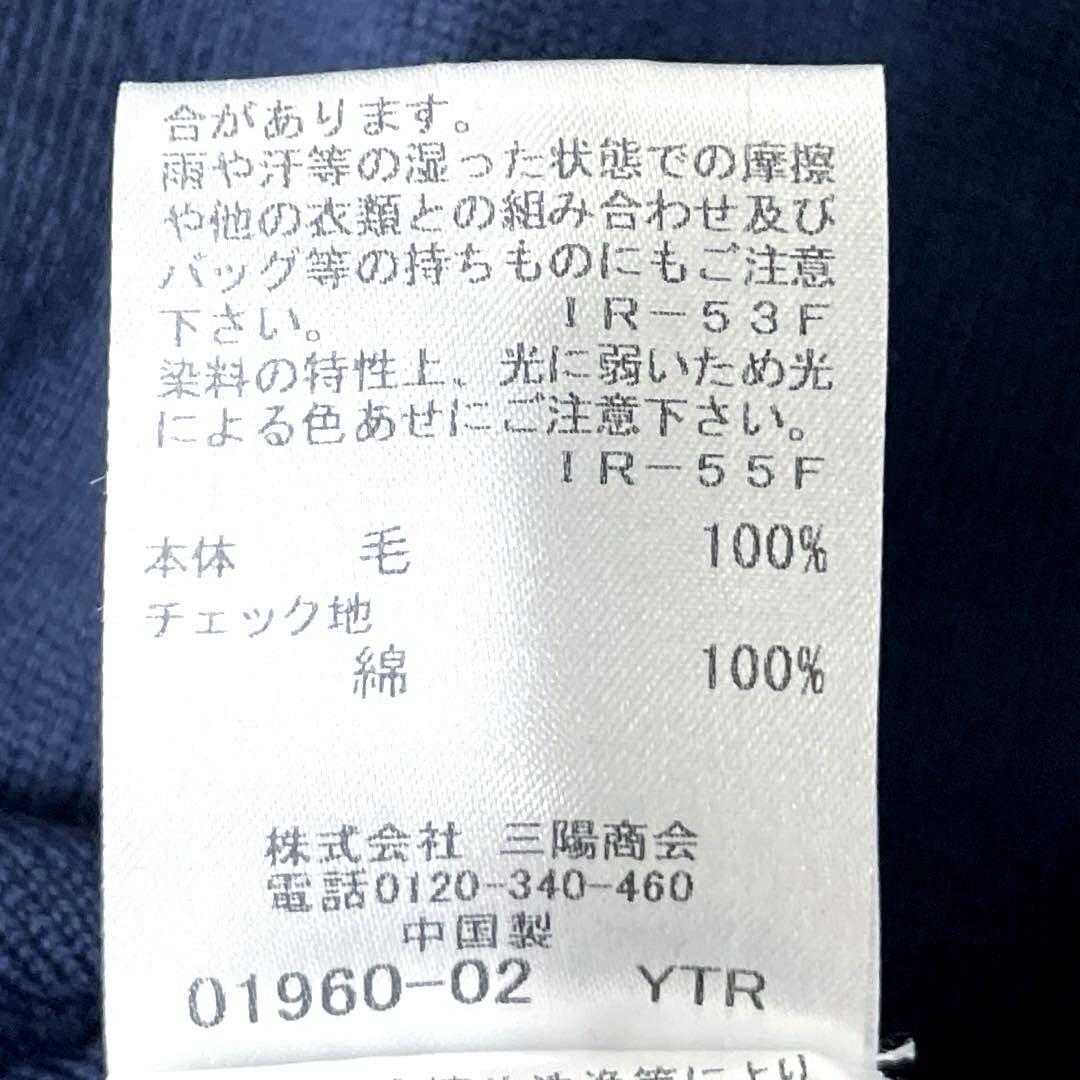 合があります。
雨や汗等の湿った状態での摩擦
や他の衣類との組み合わせ及び
バッグ等の持ちものにもご注意
下さい。 IR-53F
染料の特性上、光に弱いため光
による色あせにご注意下さい。
IR-55F
本体 毛 100%
チェック地
綿 100%
株式会社 三陽商会
電話0120-340-460
中国製
01960-02 YTR
洗濯等により